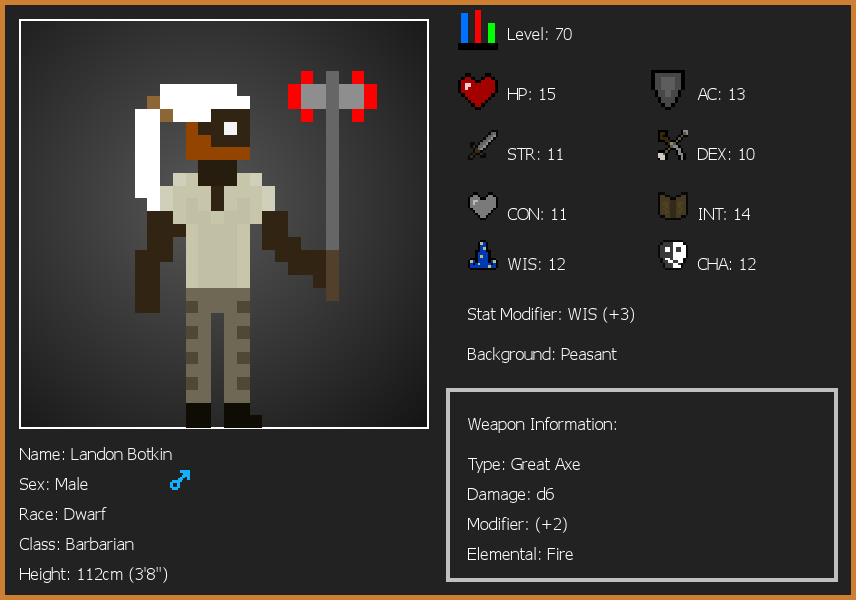 Level: 70
HP: 15
AC: 13
STR: 11
DEX: 10
CON: 11
INT: 14
WIS: 12
CHA: 12
Stat Modifier: WIS (+3)
Background: Peasant
Weapon Information:
Type: Great Axe
Damage: d6
Modifier: (+2)
Elemental: Fire
Name: Landon Botkin
Sex: Male
Race: Dwarf
Class: Barbarian
Height: 112cm (3'8")